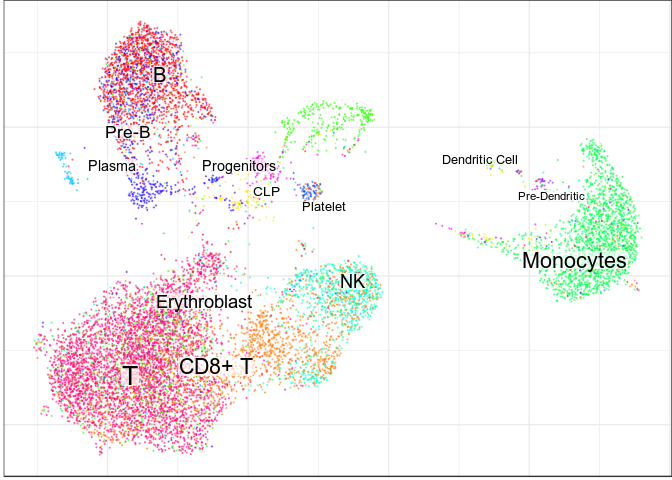 B
Pre-B
Plasma
Progenitors
CLP
Platelet
Dendritic Cell
Pre-Dendritic
Monocytes
NK
Erythroblast
CD8+ T
T